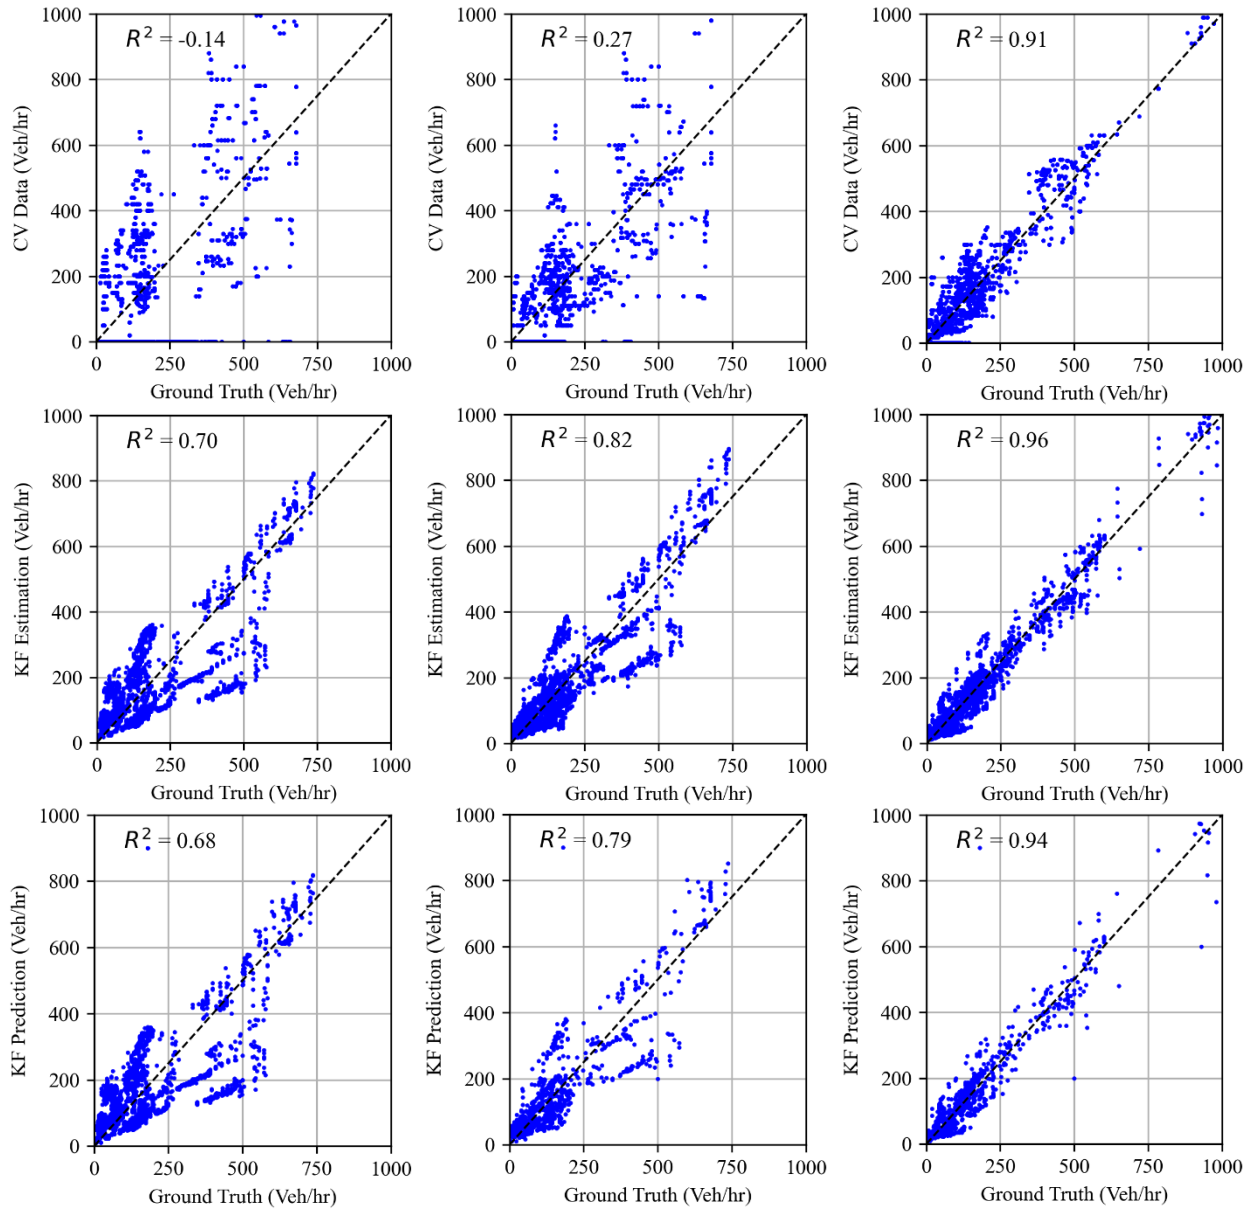 R² = -0.14
1000
800
600
400
200
0
CV Data (Veh/hr)
0 250 500 750 1000
Ground Truth (Veh/hr)
R² = 0.27
1000
800
600
400
200
0
CV Data (Veh/hr)
0 250 500 750 1000
Ground Truth (Veh/hr)
R² = 0.91
1000
800
600
400
200
0
CV Data (Veh/hr)
0 250 500 750 1000
Ground Truth (Veh/hr)
R² = 0.70
1000
800
600
400
200
0
KF Estimation (Veh/hr)
0 250 500 750 1000
Ground Truth (Veh/hr)
R² = 0.82
1000
800
600
400
200
0
KF Estimation (Veh/hr)
0 250 500 750 1000
Ground Truth (Veh/hr)
R² = 0.96
1000
800
600
400
200
0
KF Estimation (Veh/hr)
0 250 500 750 1000
Ground Truth (Veh/hr)
R² = 0.68
1000
800
600
400
200
0
KF Prediction (Veh/hr)
0 250 500 750 1000
Ground Truth (Veh/hr)
R² = 0.79
1000
800
600
400
200
0
KF Prediction (Veh/hr)
0 250 500 750 1000
Ground Truth (Veh/hr)
R² = 0.94
1000
800
600
400
200
0
KF Prediction (Veh/hr)
0 250 500 750 1000
Ground Truth (Veh/hr)